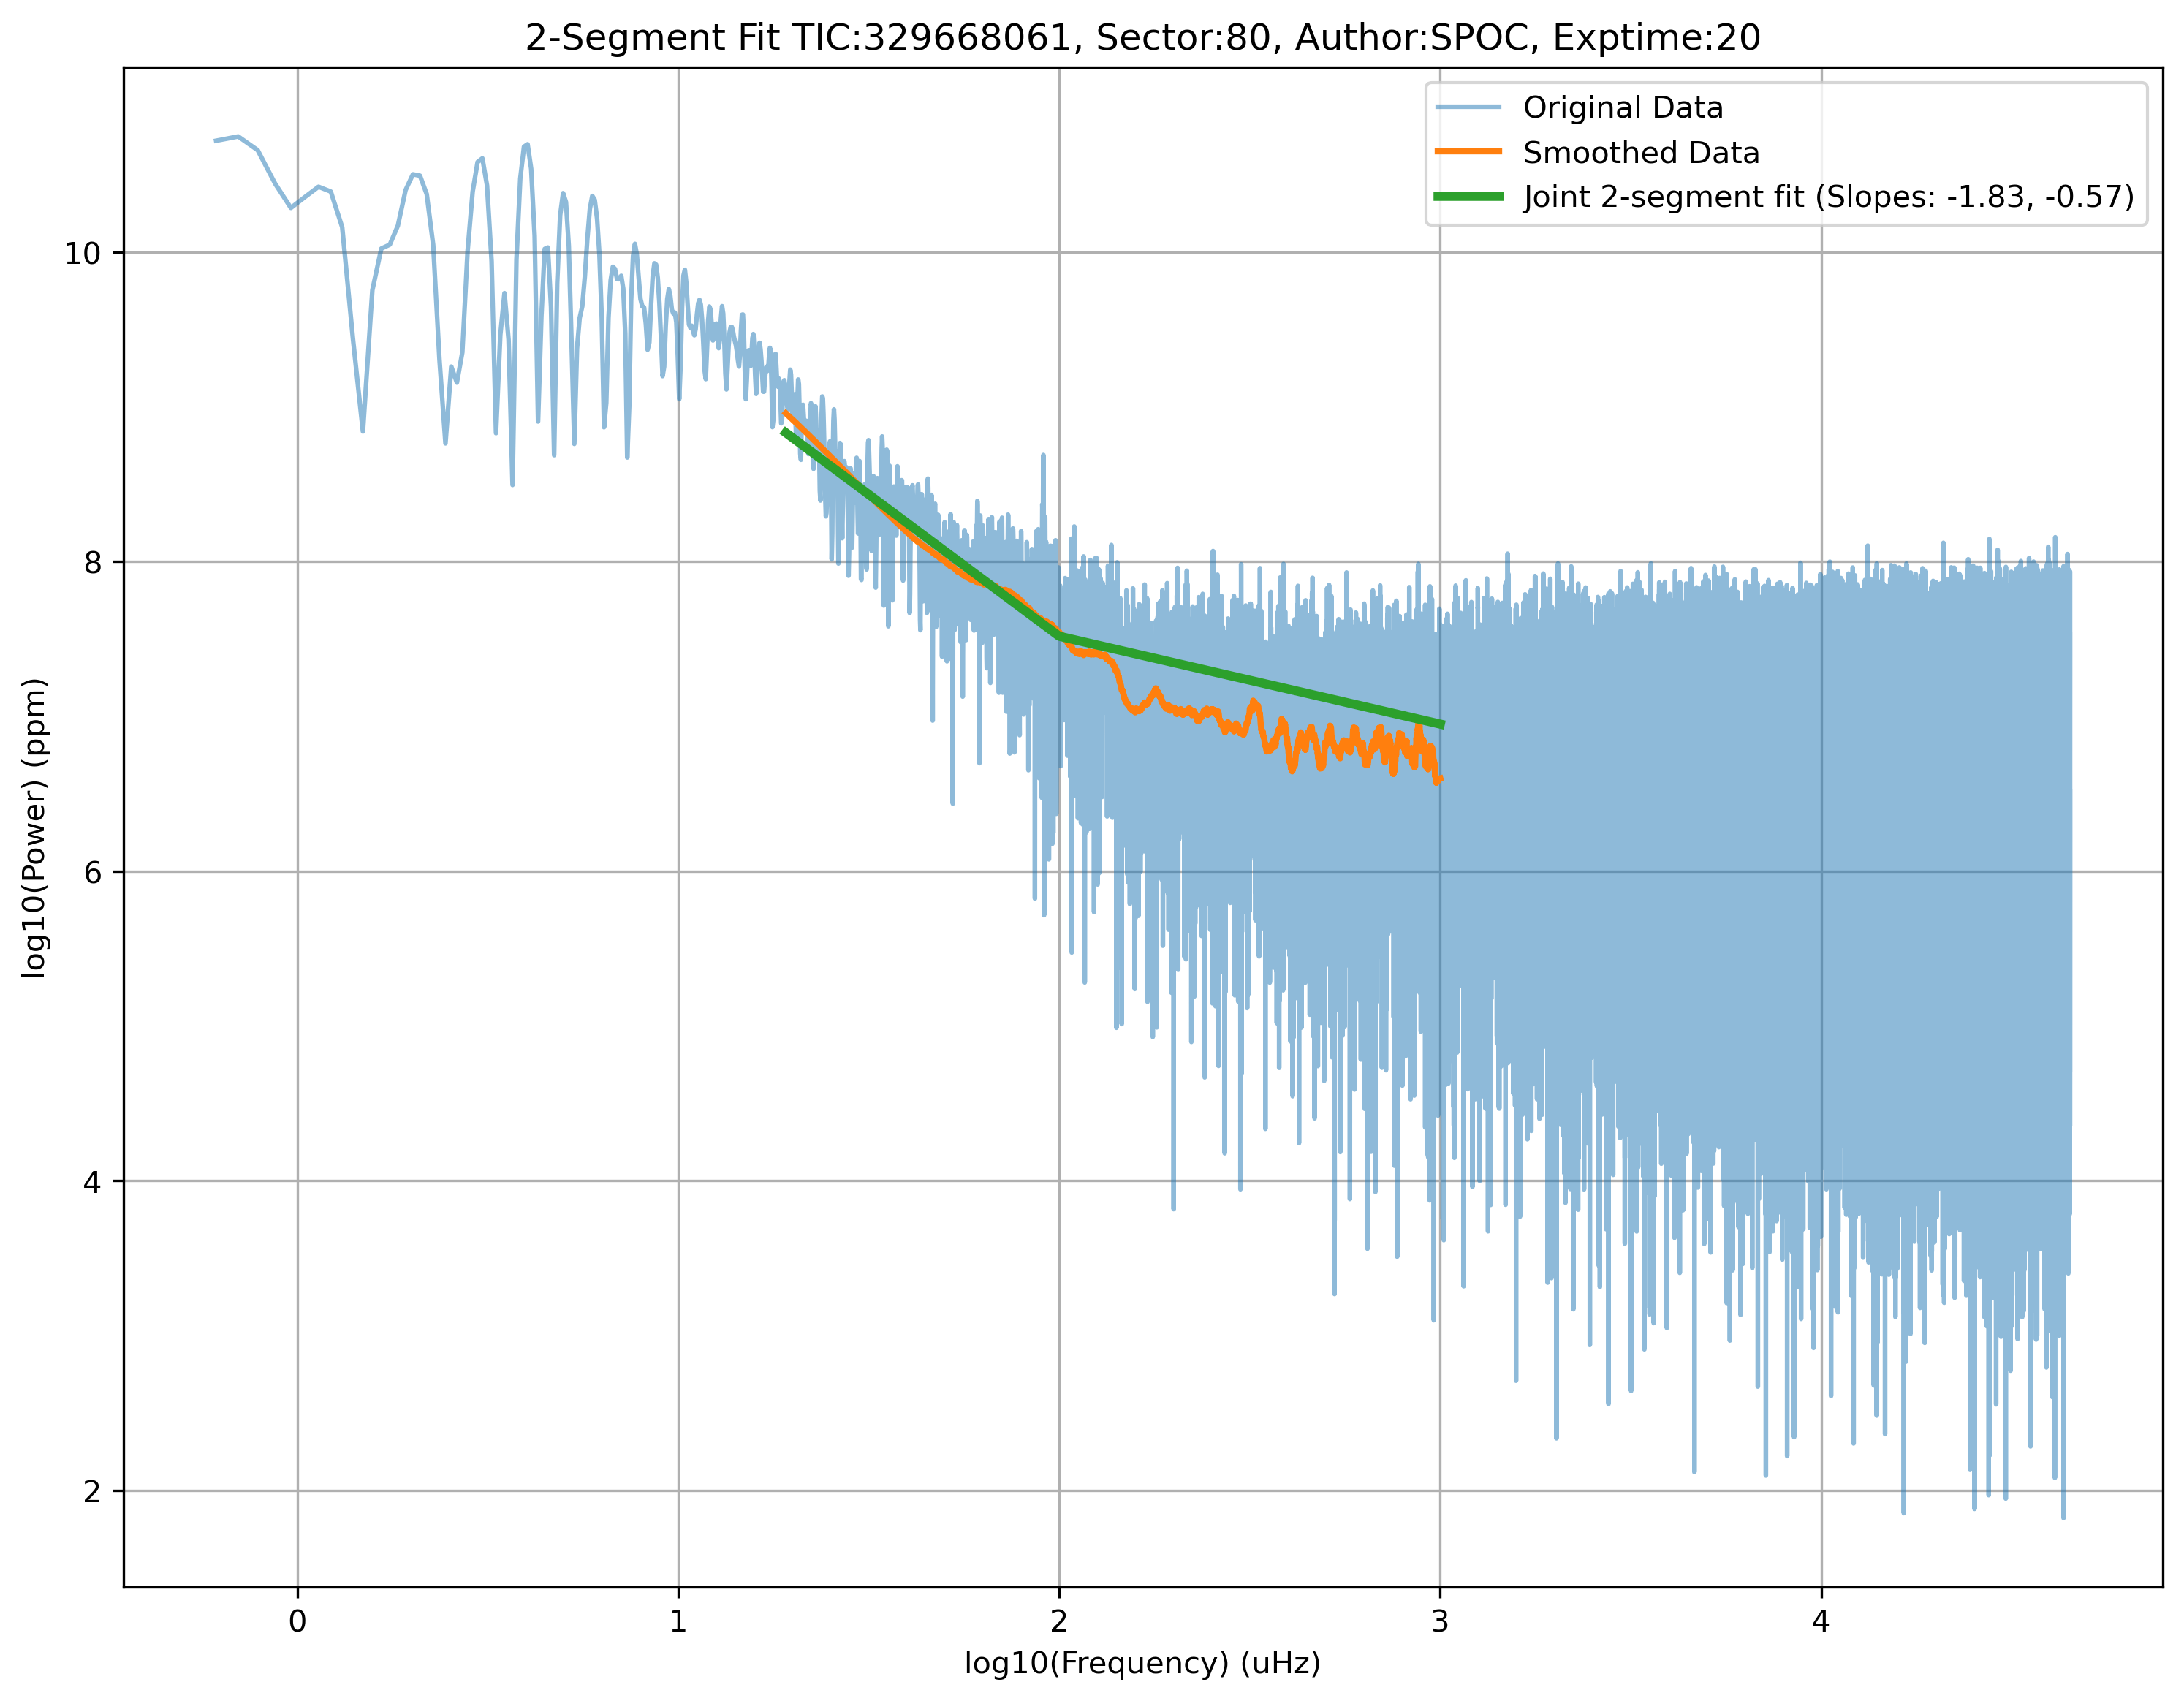 2-Segment Fit TIC:329668061, Sector:80, Author:SPOC, Exptime:20
Original Data
Smoothed Data
Joint 2-segment fit (Slopes: -1.83, -0.57)
log10(Power) (ppm)
10
8
6
4
2
0 1 2 3 4
log10(Frequency) (uHz)